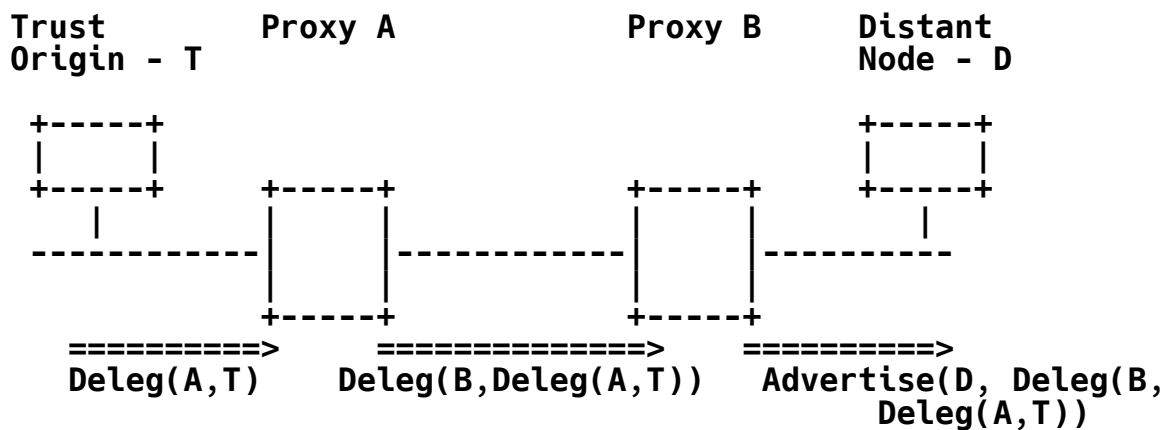 Trust Proxy A Proxy B Distant
Origin - T Node - D
Deleg(A,T) Deleg(B,Deleg(A,T)) Advertise(D, Deleg(B,
Deleg(A,T))